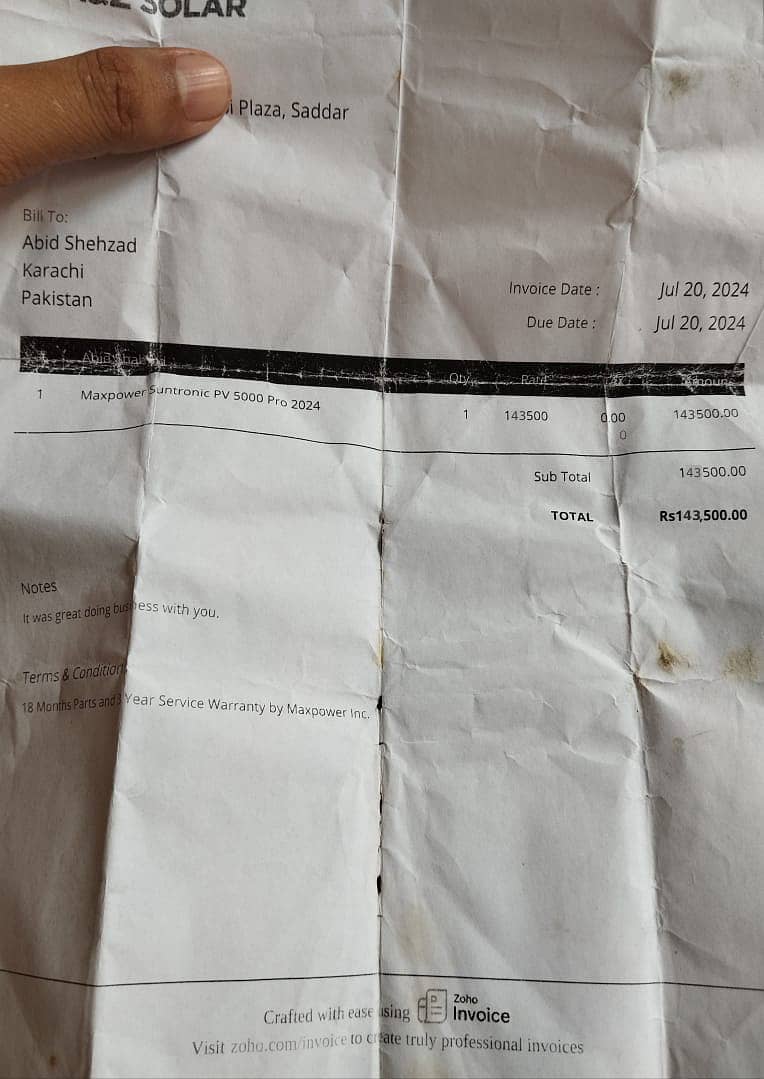 SOLAR
Plaza, Saddar
Bill To:
Abid Shehzad
Karachi
Pakistan
Invoice Date : Jul 20, 2024
Due Date : Jul 20, 2024
Qty Amount
1 Maxpower Suntronic PV 5000 Pro 2024 1 143500 0.00 143500.00
0
Sub Total 143500.00
TOTAL Rs143,500.00
Notes
It was great doing business with you.
Terms & Condition
18 Months Parts and 3 Year Service Warranty by Maxpower Inc.
Crafted with ease using Zoho Invoice
Visit zoho.com/invoice to create truly professional invoices